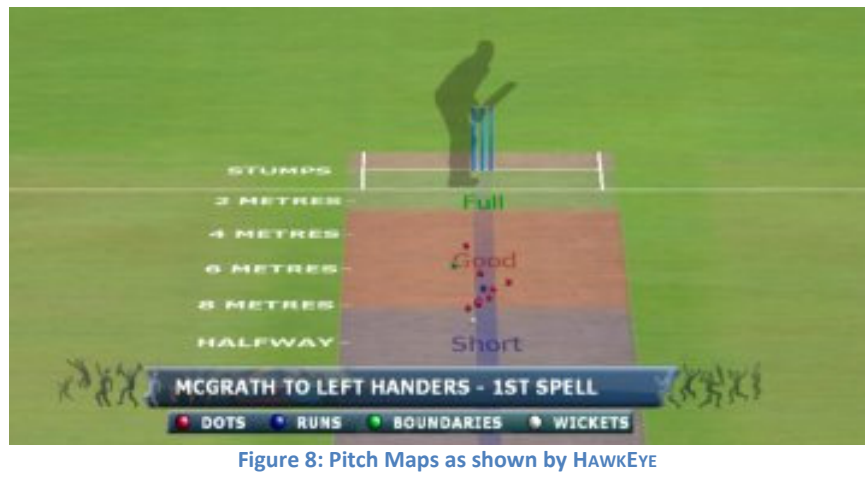 STUMPS
2 METRES
Full
4 METRES
Good
6 METRES
8 METRES
HALFWAY
Short
MCGRATH TO LEFT HANDERS - 1ST SPELL
DOTS RUNS BOUNDARIES WICKETS
Figure 8: Pitch Maps as shown by HAWKEYE